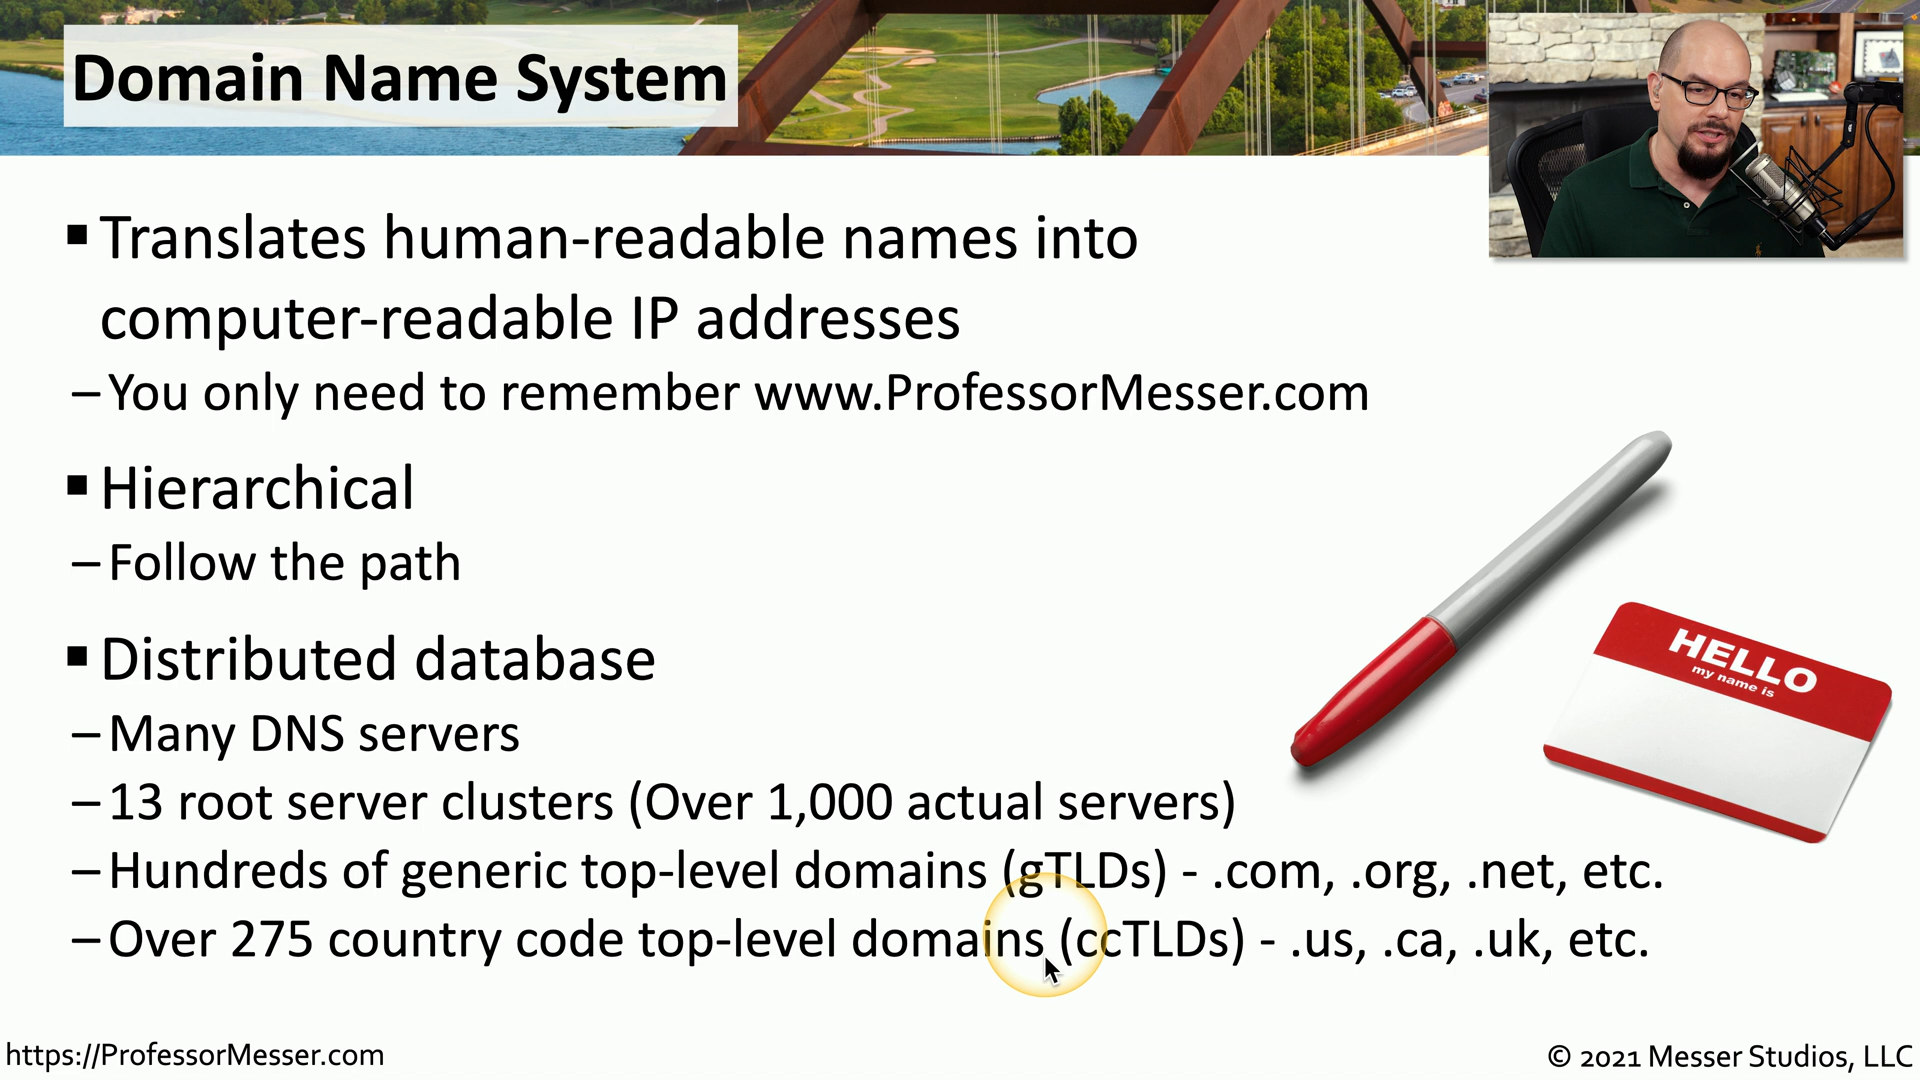 Domain Name System
▪ Translates human-readable names into
computer-readable IP addresses
– You only need to remember www.ProfessorMesser.com
▪ Hierarchical
– Follow the path
▪ Distributed database
– Many DNS servers
– 13 root server clusters (Over 1,000 actual servers)
– Hundreds of generic top-level domains (gTLDs) - .com, .org, .net, etc.
– Over 275 country code top-level domains (ccTLDs) - .us, .ca, .uk, etc.
HELLO
my name is
https://ProfessorMesser.com
© 2021 Messer Studios, LLC